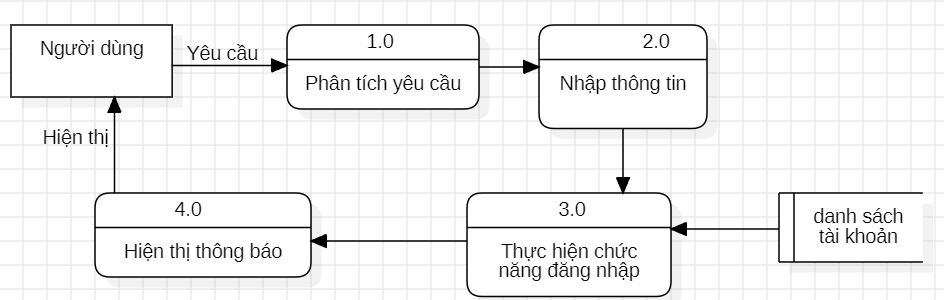 Người dùng
Yêu cầu
1.0
Phân tích yêu cầu
2.0
Nhập thông tin
Hiện thị
4.0
Hiện thị thông báo
3.0
Thực hiện chức
năng đăng nhập
danh sách
tài khoản